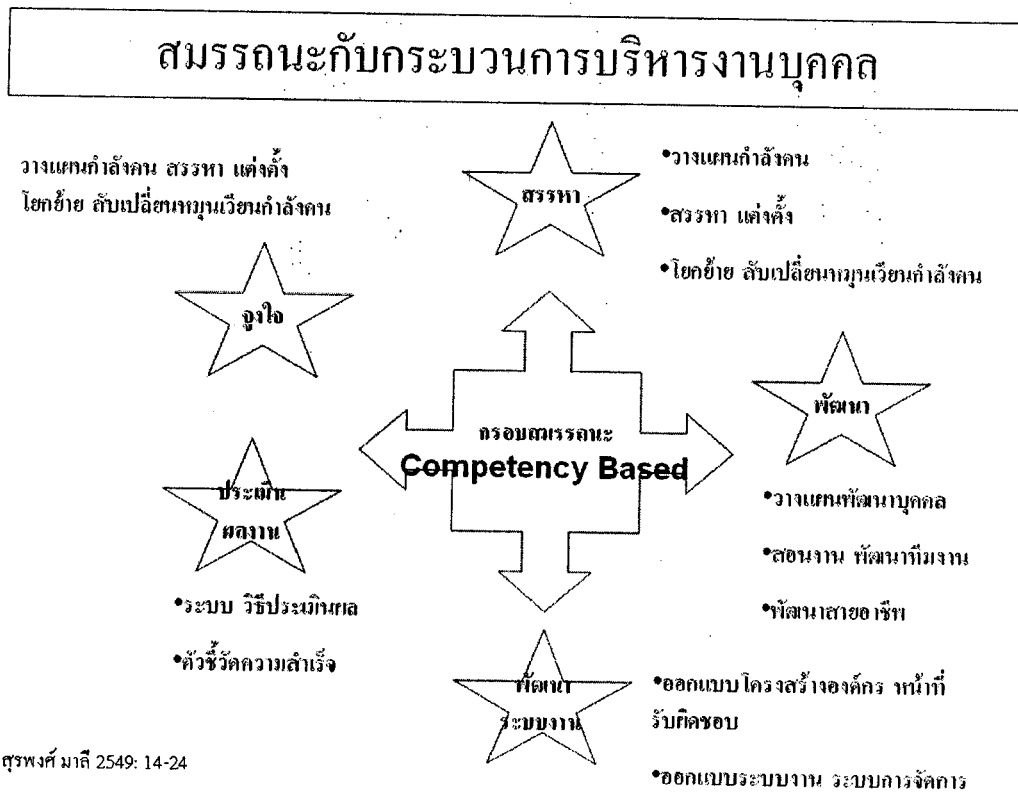 สมรรถนะกับกระบวนการบริหารงานบุคคล
วางแผนกำลังคน สรรหา แต่งตั้ง
โยกย้าย สับเปลี่ยนหมุนเวียนกำลังคน
จูงใจ
สรรหา
•วางแผนกำลังคน
•สรรหา แต่งตั้ง
•โยกย้าย สับเปลี่ยนหมุนเวียนกำลังคน
กรอบสมรรถนะ
Competency Based
พัฒนา
•วางแผนพัฒนาบุคคล
•สอนงาน พัฒนาทีมงาน
•พัฒนาสายอาชีพ
ประเมิน
ผลงาน
•ระบบ วิธีประเมินผล
•ตัวชี้วัดความสำเร็จ
พัฒนา
ระบบงาน
•ออกแบบโครงสร้างองค์กร หน้าที่
รับผิดชอบ
•ออกแบบระบบงาน ระบบการจัดการ
สุรพงศ์ มาลี 2549: 14-24